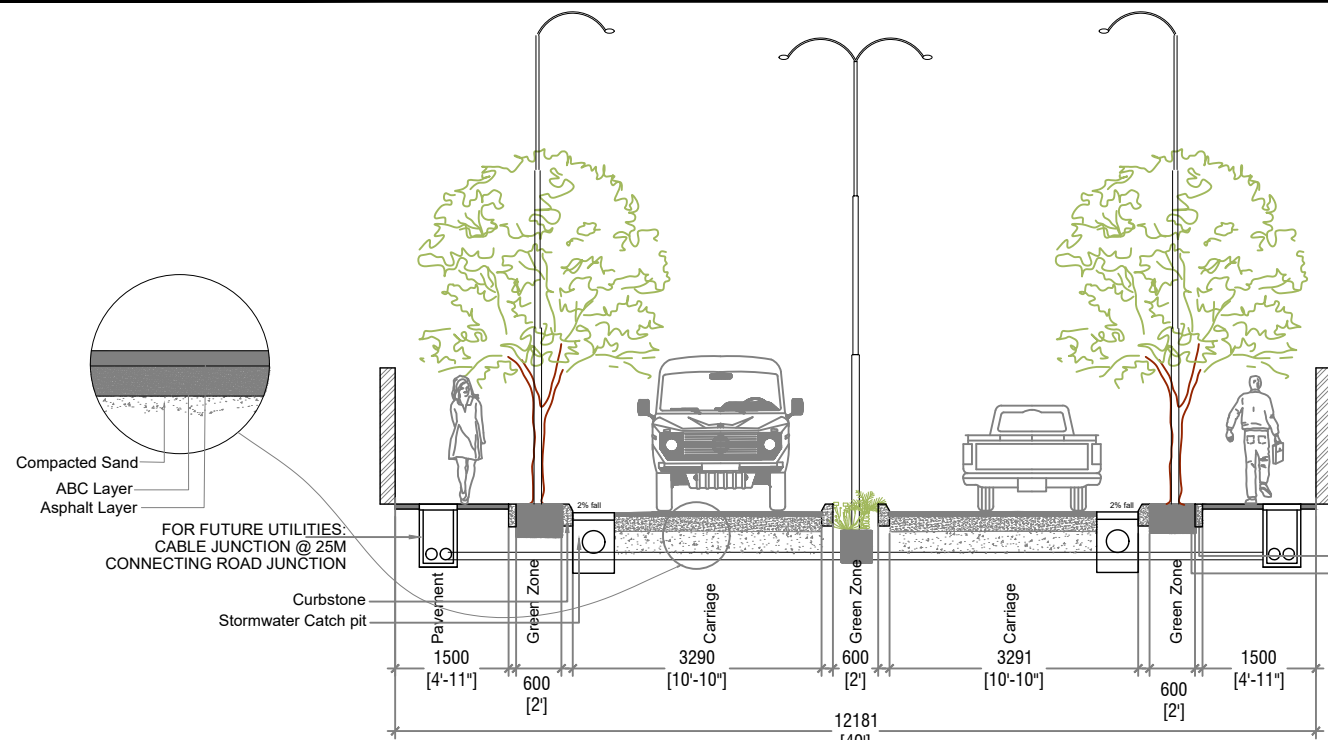 Compacted Sand
ABC Layer
Asphalt Layer
FOR FUTURE UTILITIES:
CABLE JUNCTION @ 25M
CONNECTING ROAD JUNCTION
Curbstone
Stormwater Catch pit
2% fall
2% fall
Pavement
Green Zone
Carriage
Green Zone
Carriage
Green Zone
1500
[4'-11"]
600
[2']
3290
[10'-10"]
600
[2']
3291
[10'-10"]
600
[2']
1500
[4'-11"]
12181
[40']